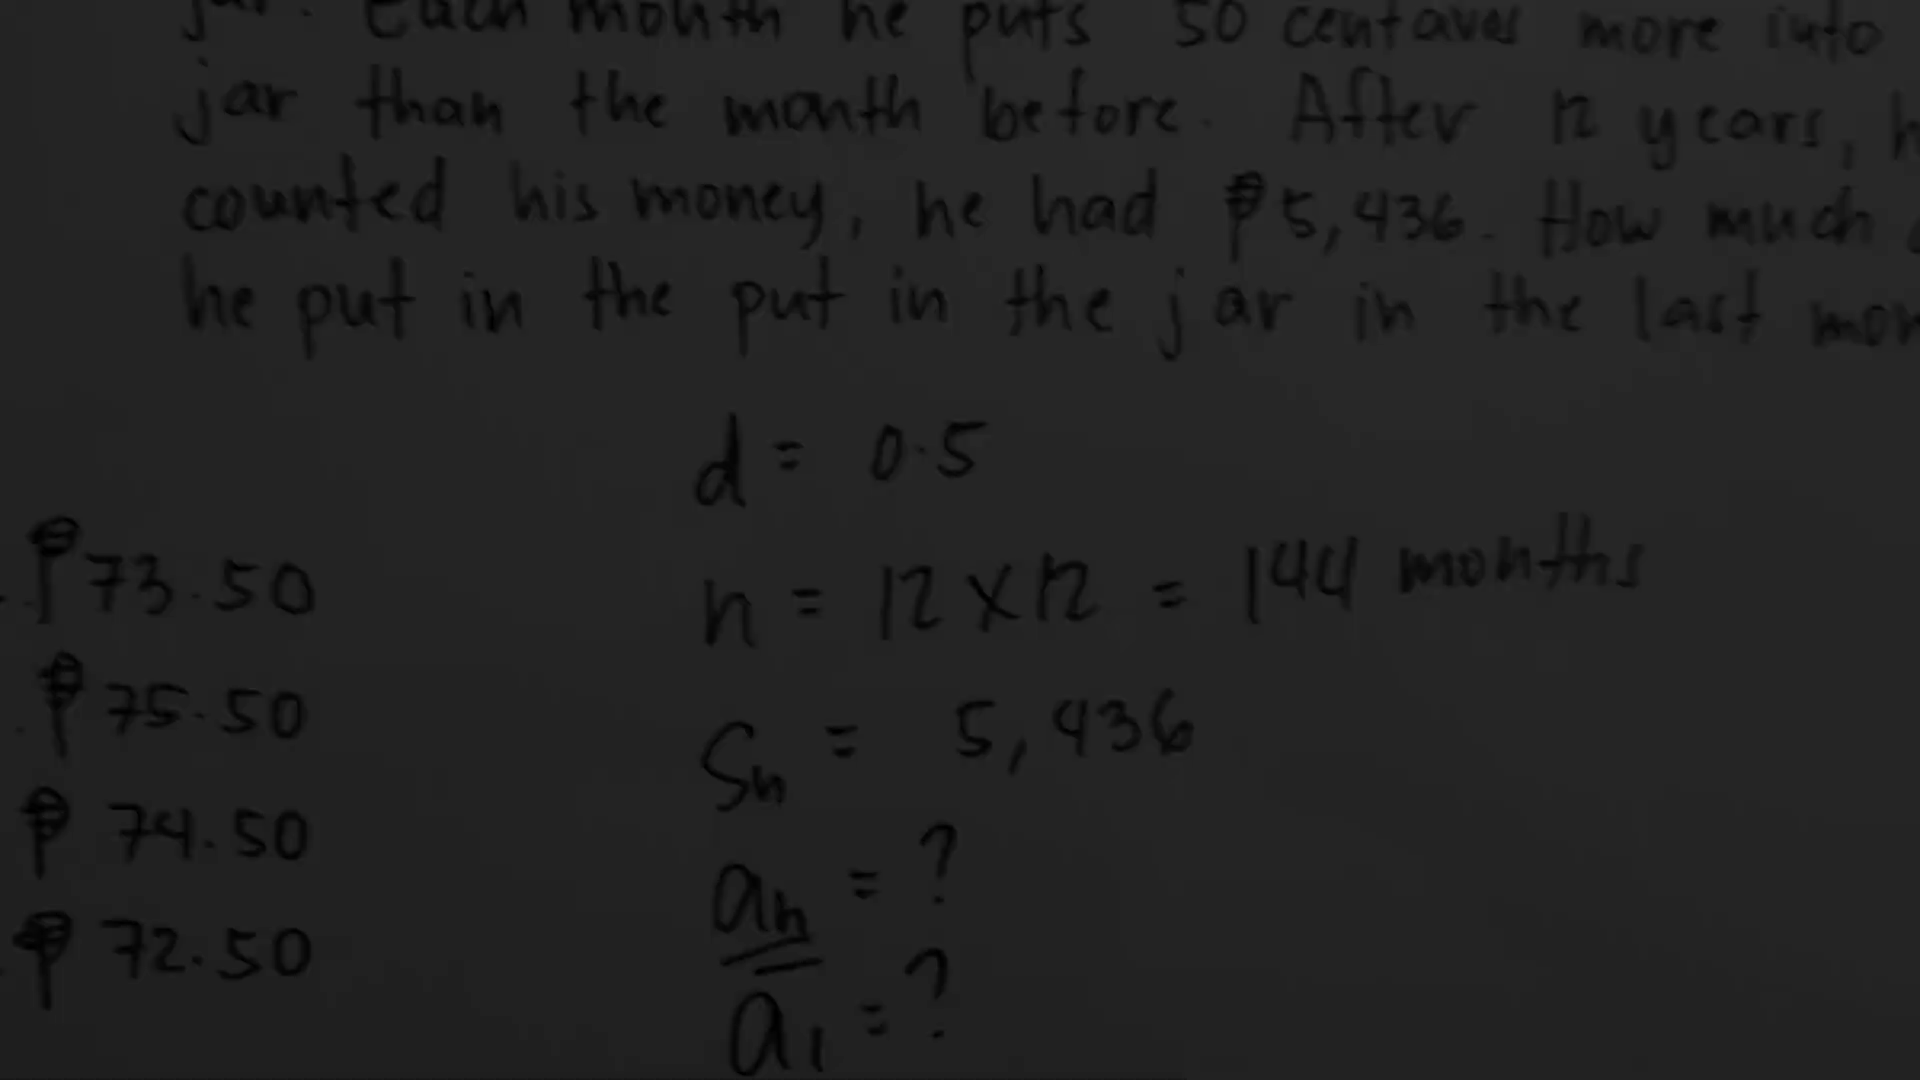 jar. Each month he puts 50 centavos more into
jar than the month before. After 12 years, h
counted his money, he had ₱5,436. How much
he put in the put in the jar in the last mon
d = 0.5
n = 12 x 12 = 144 months
Sn = 5,436
an = ?
a1 = ?
₱73.50
₱75.50
₱74.50
₱72.50